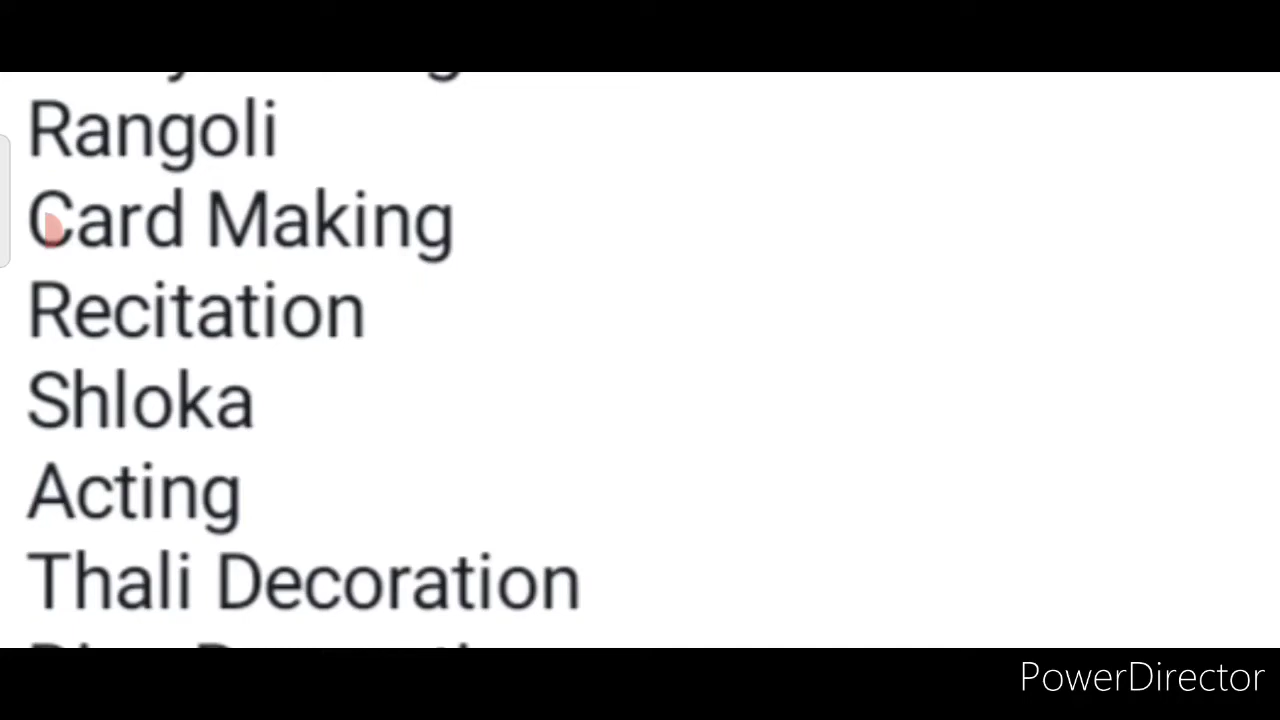 Rangoli
Card Making
Recitation
Shloka
Acting
Thali Decoration
PowerDirector